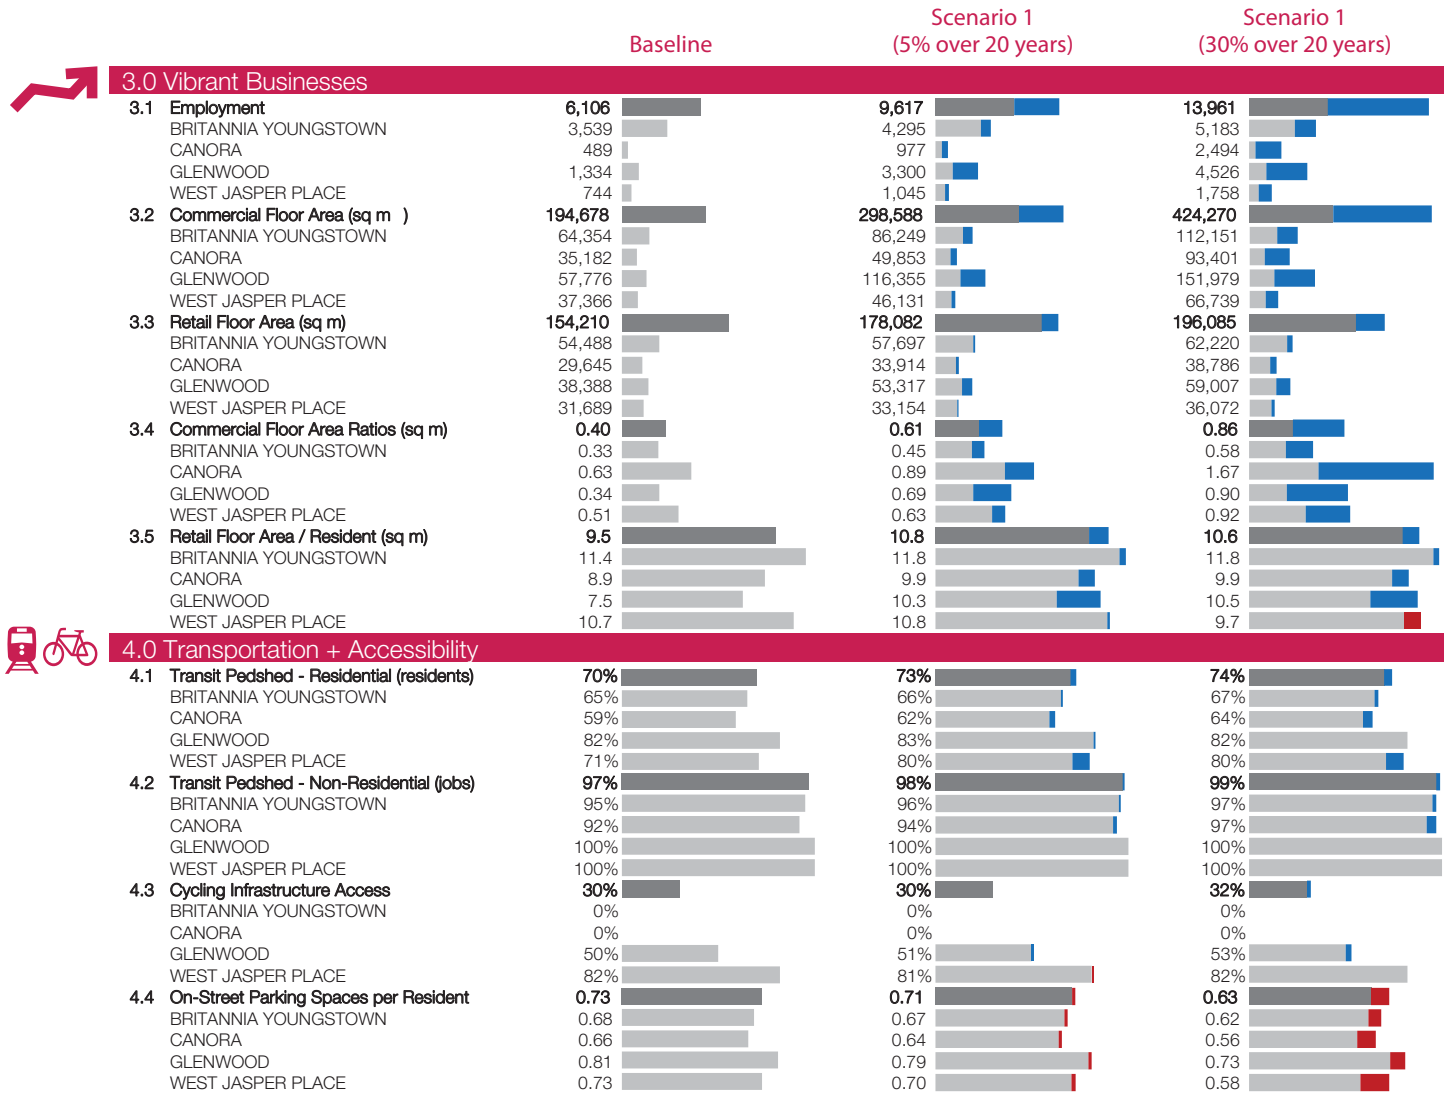 Baseline
Scenario 1
(5% over 20 years)
Scenario 1
(30% over 20 years)
3.0 Vibrant Businesses
3.1 Employment 6,106 9,617 13,961
BRITANNIA YOUNGSTOWN 3,539 4,295 5,183
CANORA 489 977 2,494
GLENWOOD 1,334 3,300 4,526
WEST JASPER PLACE 744 1,045 1,758
3.2 Commercial Floor Area (sq m ) 194,678 298,588 424,270
BRITANNIA YOUNGSTOWN 64,354 86,249 112,151
CANORA 35,182 49,853 93,401
GLENWOOD 57,776 116,355 151,979
WEST JASPER PLACE 37,366 46,131 66,739
3.3 Retail Floor Area (sq m) 154,210 178,082 196,085
BRITANNIA YOUNGSTOWN 54,488 57,697 62,220
CANORA 29,645 33,914 38,786
GLENWOOD 38,388 53,317 59,007
WEST JASPER PLACE 31,689 33,154 36,072
3.4 Commercial Floor Area Ratios (sq m) 0.40 0.61 0.86
BRITANNIA YOUNGSTOWN 0.33 0.45 0.58
CANORA 0.63 0.89 1.67
GLENWOOD 0.34 0.69 0.90
WEST JASPER PLACE 0.51 0.63 0.92
3.5 Retail Floor Area / Resident (sq m) 9.5 10.8 10.6
BRITANNIA YOUNGSTOWN 11.4 11.8 11.8
CANORA 8.9 9.9 9.9
GLENWOOD 7.5 10.3 10.5
WEST JASPER PLACE 10.7 10.8 9.7
4.0 Transportation + Accessibility
4.1 Transit Pedshed - Residential (residents) 70% 73% 74%
BRITANNIA YOUNGSTOWN 65% 66% 67%
CANORA 59% 62% 64%
GLENWOOD 82% 83% 82%
WEST JASPER PLACE 71% 80% 80%
4.2 Transit Pedshed - Non-Residential (jobs) 97% 98% 99%
BRITANNIA YOUNGSTOWN 95% 96% 97%
CANORA 92% 94% 97%
GLENWOOD 100% 100% 100%
WEST JASPER PLACE 100% 100% 100%
4.3 Cycling Infrastructure Access 30% 30% 32%
BRITANNIA YOUNGSTOWN 0% 0% 0%
CANORA 0% 0% 0%
GLENWOOD 50% 51% 53%
WEST JASPER PLACE 82% 81% 82%
4.4 On-Street Parking Spaces per Resident 0.73 0.71 0.63
BRITANNIA YOUNGSTOWN 0.68 0.67 0.62
CANORA 0.66 0.64 0.56
GLENWOOD 0.81 0.79 0.73
WEST JASPER PLACE 0.73 0.70 0.58